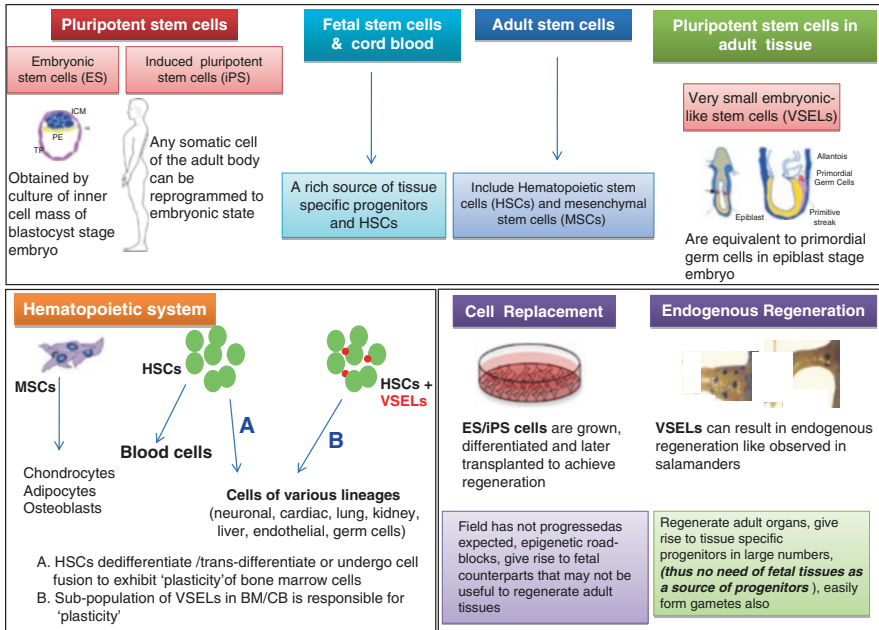 Pluripotent stem cells
Embryonic
stem cells (ES)
Induced pluripotent
stem cells (iPS)
ICM
PE
TP
Obtained by
culture of inner
cell mass of
blastocyst stage
embryo
Any somatic cell
of the adult body
can be
reprogrammed to
embryonic state
Fetal stem cells
& cord blood
A rich source of tissue
specific progenitors
and HSCs
Adult stem cells
Include Hematopoietic stem
cells (HSCs) and mesenchymal
stem cells (MSCs)
Pluripotent stem cells in
adult tissue
Very small embryonic-
like stem cells (VSELs)
Allantois
Primordial
Germ Cells
Epiblast
Primitive
streak
Are equivalent to primordial
germ cells in epiblast stage
embryo
Hematopoietic system
MSCs
HSCs
HSCs +
VSELs
A
B
Blood cells
Chondrocytes
Adipocytes
Osteoblasts
Cells of various lineages
(neuronal, cardiac, lung, kidney,
liver, endothelial, germ cells)
A. HSCs dedifferentiate /trans-differentiate or undergo cell
fusion to exhibit 'plasticity'of bone marrow cells
B. Sub-population of VSELs in BM/CB is responsible for
'plasticity'
Cell Replacement
ES/iPS cells are grown,
differentiated and later
transplanted to achieve
regeneration
Field has not progressedas
expected, epigenetic road-
blocks, give rise to fetal
counterparts that may not be
useful to regenerate adult
tissues
Endogenous Regeneration
VSELs can result in endogenous
regeneration like observed in
salamanders
Regenerate adult organs, give
rise to tissue specific
progenitors in large numbers,
(thus no need of fetal tissues as
a source of progenitors ), easily
form gametes also